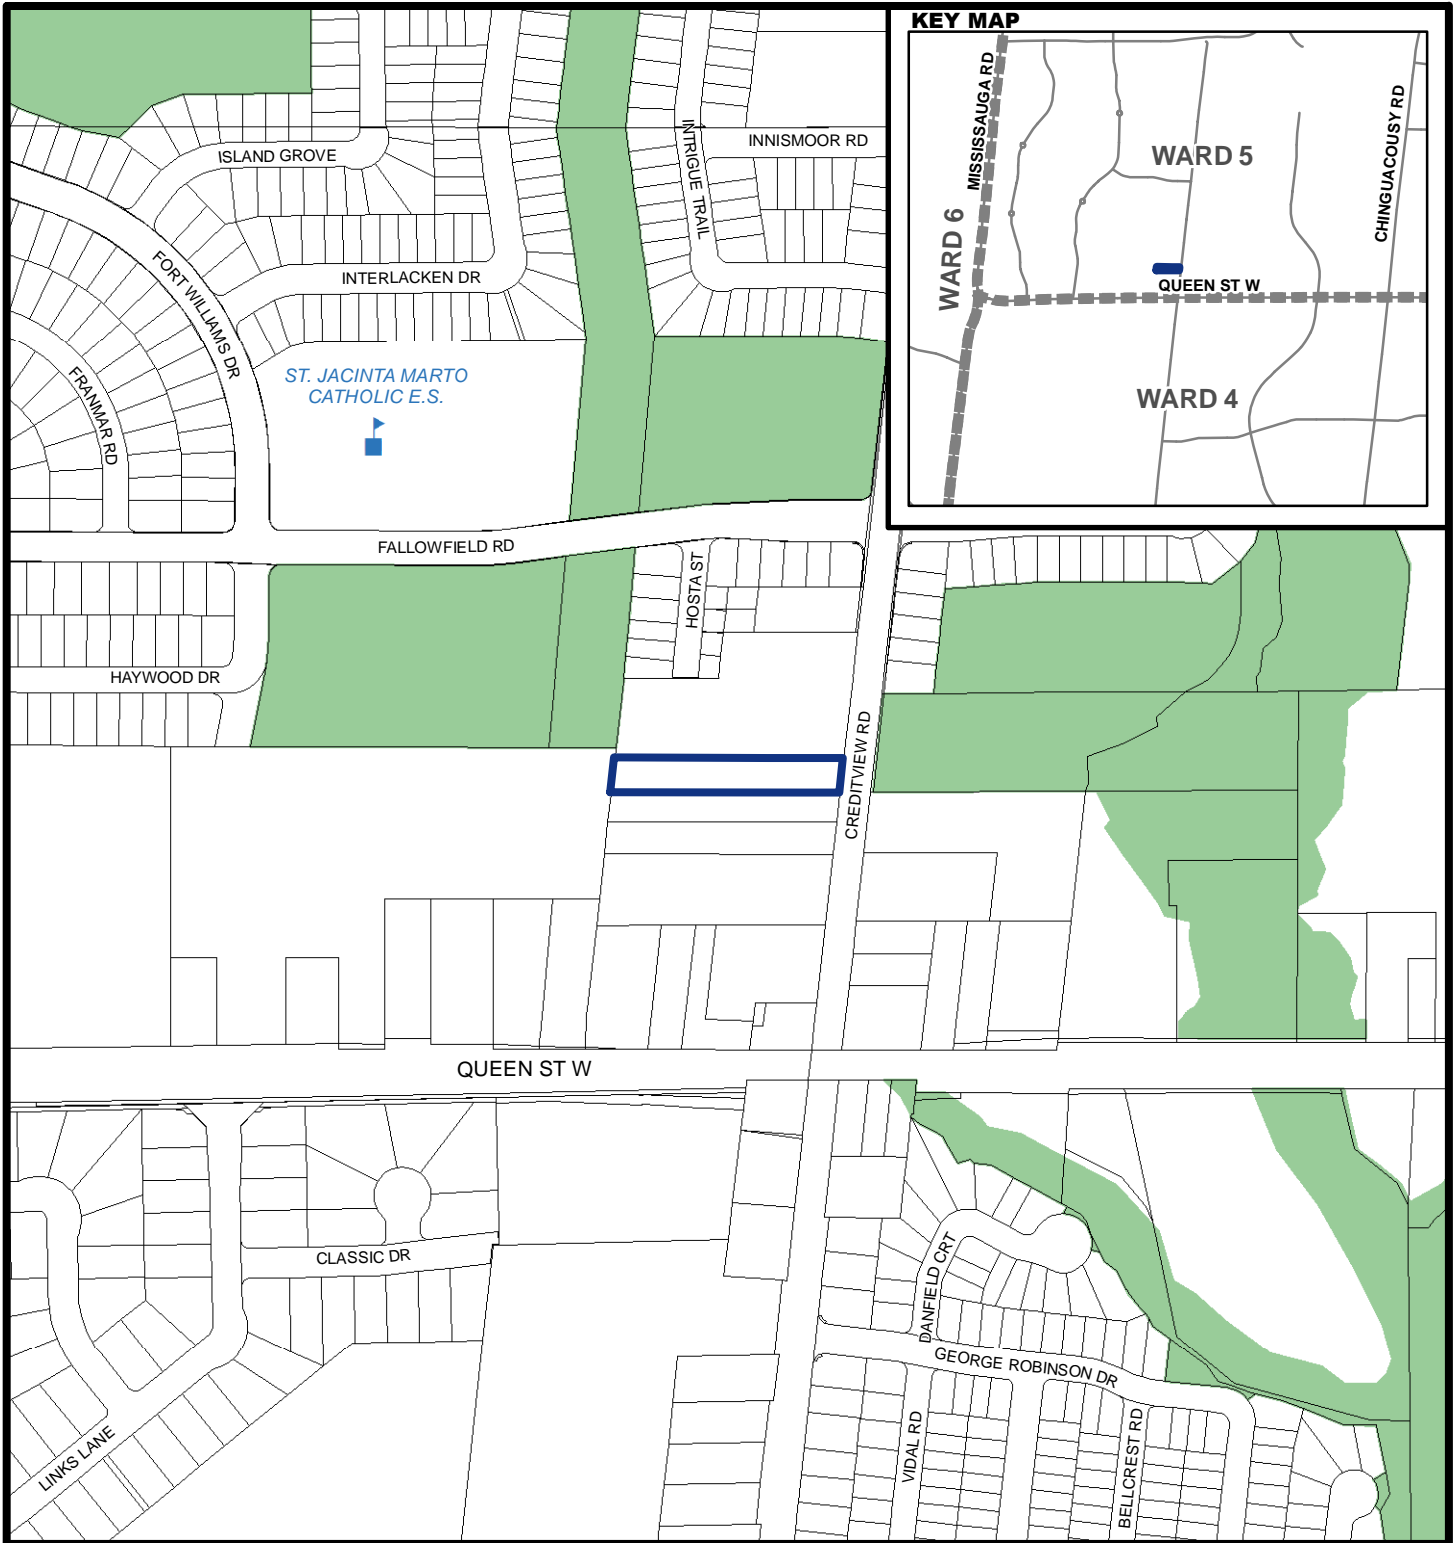 KEY MAP
MISSISSAUGA RD
CHINGUACOUSY RD
WARD 5
WARD 6
QUEEN ST W
WARD 4
ISLAND GROVE
INTRIGUE TRAIL
INNISMOOR RD
FORT WILLIAMS DR
INTERLACKEN DR
FRANMAR RD
ST. JACINTA MARTO
CATHOLIC E.S.
FALLOWFIELD RD
HOSTA ST
HAYWOOD DR
CREDITVIEW RD
QUEEN ST W
CLASSIC DR
DANFIELD CRT
GEORGE ROBINSON DR
LINKS LANE
VIDAL RD
BELLCREST RD